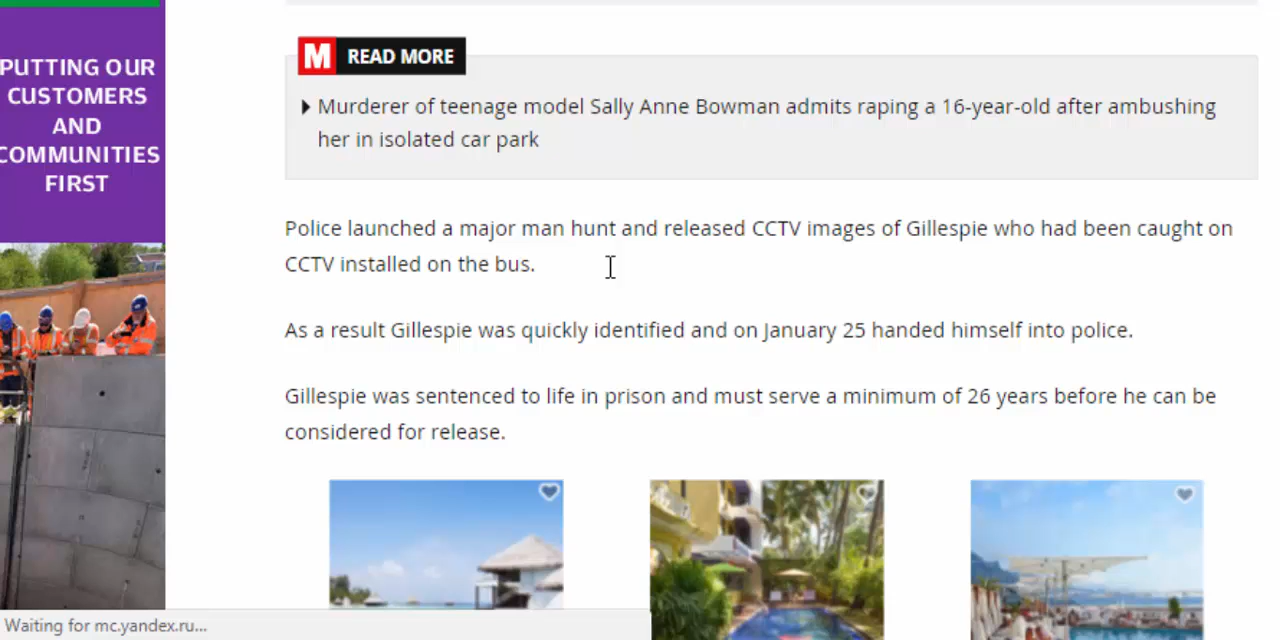 PUTTING OUR
CUSTOMERS
AND
COMMUNITIES
FIRST
M READ MORE
Murderer of teenage model Sally Anne Bowman admits raping a 16-year-old after ambushing
her in isolated car park
Police launched a major man hunt and released CCTV images of Gillespie who had been caught on
CCTV installed on the bus.
As a result Gillespie was quickly identified and on January 25 handed himself into police.
Gillespie was sentenced to life in prison and must serve a minimum of 26 years before he can be
considered for release.
Waiting for mc.yandex.ru...